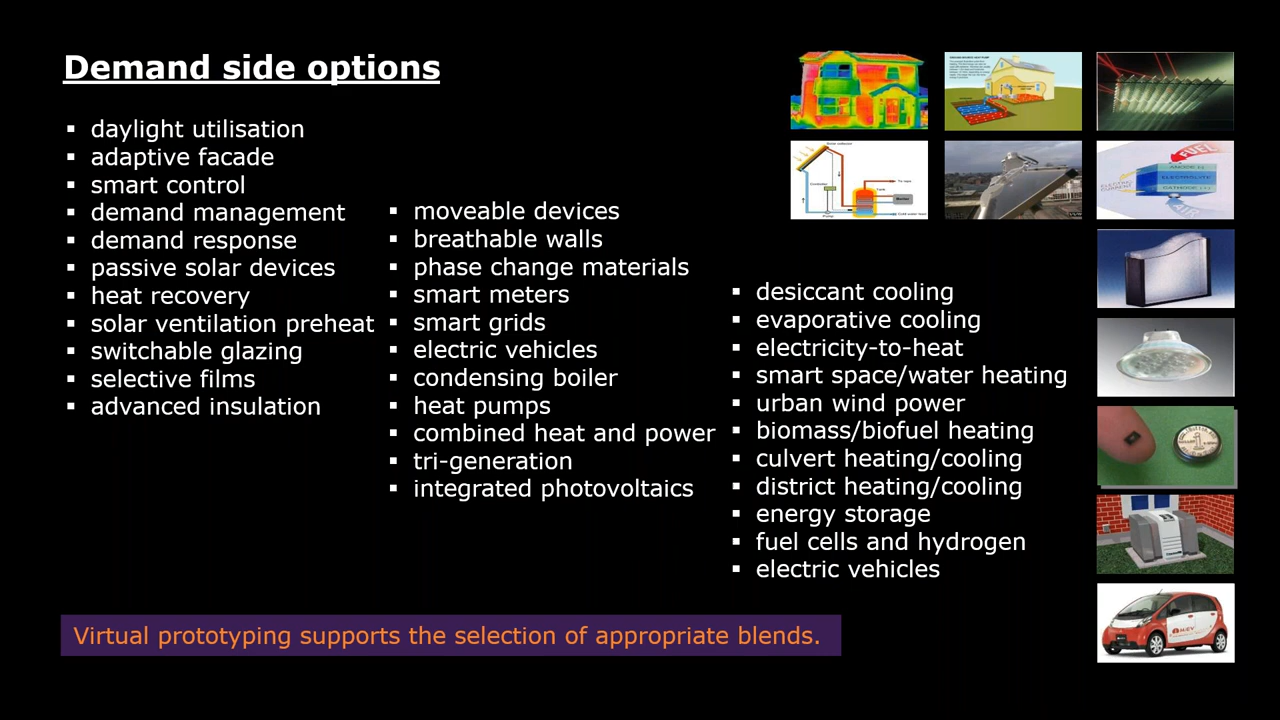 Demand side options
▪ daylight utilisation
▪ adaptive facade
▪ smart control
▪ demand management
▪ demand response
▪ passive solar devices
▪ heat recovery
▪ solar ventilation preheat
▪ switchable glazing
▪ selective films
▪ advanced insulation
▪ moveable devices
▪ breathable walls
▪ phase change materials
▪ smart meters
▪ smart grids
▪ electric vehicles
▪ condensing boiler
▪ heat pumps
▪ combined heat and power
▪ tri-generation
▪ integrated photovoltaics
▪ desiccant cooling
▪ evaporative cooling
▪ electricity-to-heat
▪ smart space/water heating
▪ urban wind power
▪ biomass/biofuel heating
▪ culvert heating/cooling
▪ district heating/cooling
▪ energy storage
▪ fuel cells and hydrogen
▪ electric vehicles
Virtual prototyping supports the selection of appropriate blends.
FUEL
ELECTROLYTE